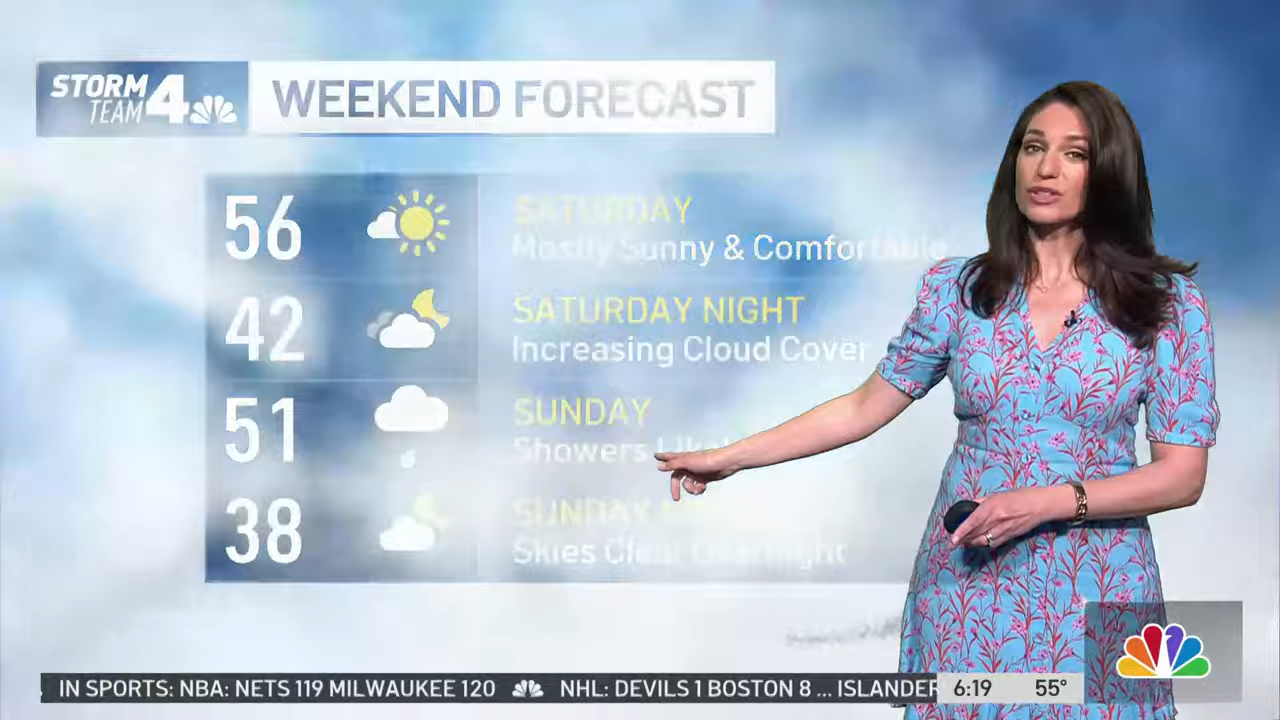 STORM
TEAM 4
WEEKEND FORECAST
56
SATURDAY
Mostly Sunny & Comfortable
42
SATURDAY NIGHT
Increasing Cloud Cover
51
SUNDAY
Showers
38
SUNDAY
Skies Clear Overnight
IN SPORTS: NBA: NETS 119 MILWAUKEE 120 NHL: DEVILS 1 BOSTON 8 ... ISLANDER
6:19 55°